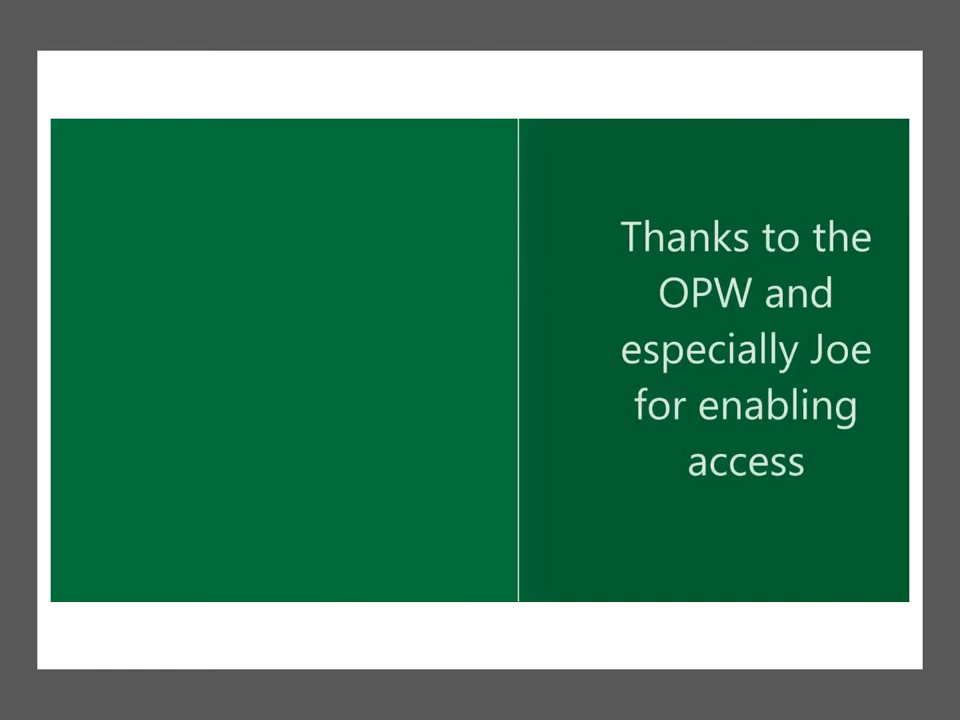 Thanks to the
OPW and
especially Joe
for enabling
access